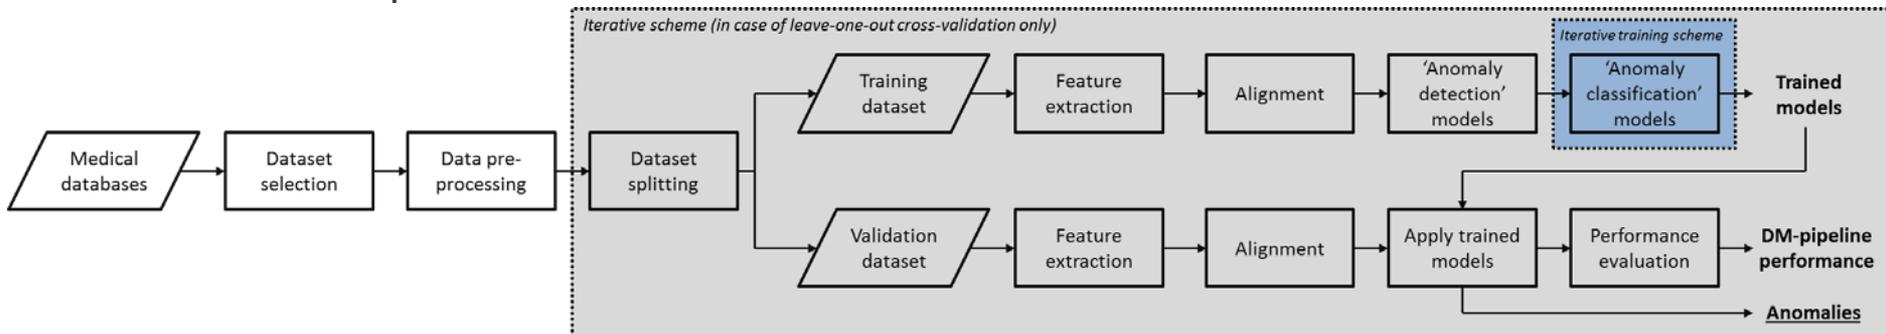 Iterative scheme (in case of leave-one-out cross-validation only)
Iterative training scheme
Medical
databases
Dataset
selection
Data pre-
processing
Dataset
splitting
Training
dataset
Feature
extraction
Alignment
‘Anomaly
detection’
models
‘Anomaly
classification’
models
Trained
models
Validation
dataset
Feature
extraction
Alignment
Apply trained
models
Performance
evaluation
DM-pipeline
performance
Anomalies